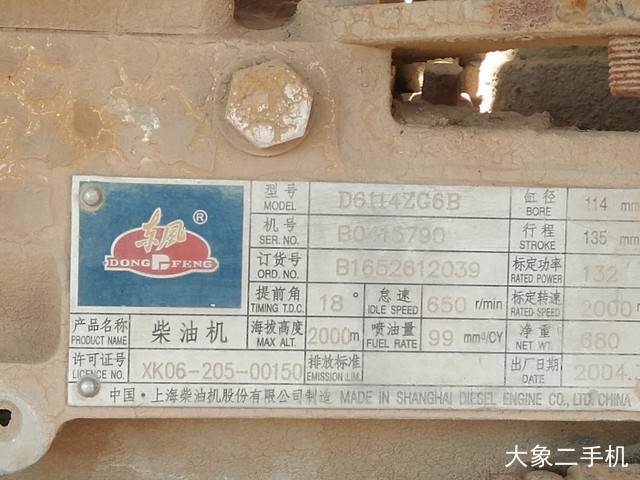 东风®
DONG FENG
型号 MODEL D6114ZG6B 缸径 BORE 114 mm
机号 SER. NO. B0415790 行程 STROKE 135 mm
订货号 ORD. NO. B1652612039 标定功率 RATED POWER 132
提前角 TIMING T.D.C. 18° 怠速 IDLE SPEED 650 r/min 标定转速 RATED SPEED 2000
产品名称 PRODUCT NAME 柴油机 海拔高度 MAX ALT. 2000m 喷油量 FUEL RATE 99 mm³/CY 净重 NET WT. 680
许可证号 LICENCE NO. XK06-205-00150 排放标准 EMISSION LIM. 出厂日期 DATE 2004.
中国·上海柴油机股份有限公司制造 MADE IN SHANGHAI DIESEL ENGINE CO., LTD. CHINA
大象二手机